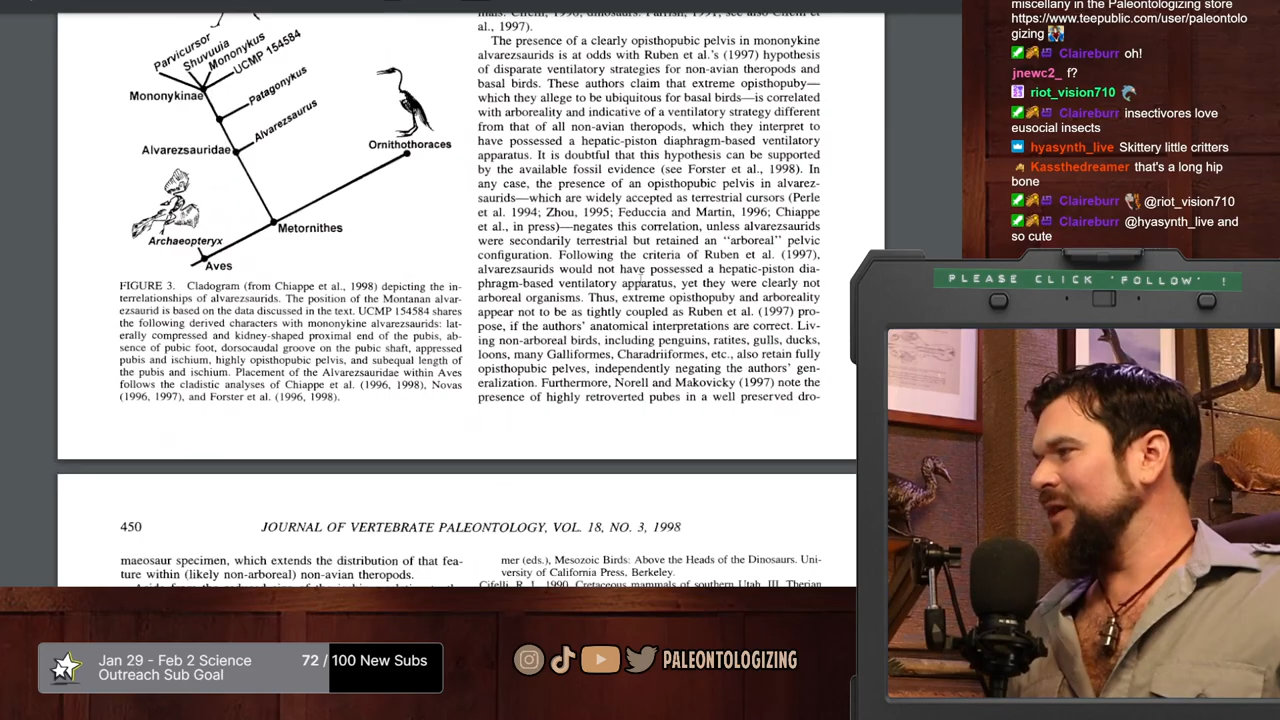 al., 1997).
The presence of a clearly opisthopubic pelvis in mononykine
alvarezsaurids is at odds with Ruben et al.'s (1997) hypothesis
of disparate ventilatory strategies for non-avian theropods and
basal birds. These authors claim that extreme opisthopuby—
which they allege to be ubiquitous for basal birds—is correlated
with arboreality and indicative of a ventilatory strategy different
from that of all non-avian theropods, which they interpret to
have possessed a hepatic-piston diaphragm-based ventilatory
apparatus. It is doubtful that this hypothesis can be supported
by the available fossil evidence (see Forster et al., 1998). In
any case, the presence of an opisthopubic pelvis in alvarez-
saurids—which are widely accepted as terrestrial cursors (Perle
et al. 1994; Zhou, 1995; Feduccia and Martin, 1996; Chiappe
et al., in press)—negates this correlation, unless alvarezsaurids
were secondarily terrestrial but retained an "arboreal" pelvic
configuration. Following the criteria of Ruben et al. (1997),
alvarezsaurids would not have possessed a hepatic-piston dia-
phragm-based ventilatory apparatus, yet they were clearly not
arboreal organisms. Thus, extreme opisthopuby and arboreality
appear not to be as tightly coupled as Ruben et al. (1997) pro-
pose, if the authors' anatomical interpretations are correct. Liv-
ing non-arboreal birds, including penguins, ratites, gulls, ducks,
loons, many Galliformes, Charadriiformes, etc., also retain fully
opisthopubic pelves, independently negating the authors' gen-
eralization. Furthermore, Norell and Makovicky (1997) note the
presence of highly retroverted pubes in a well preserved dro-
Parvicursor
Shuvuuia
Mononykus
UCMP 154584
Mononykinae
Patagonykus
Alvarezsaurus
Alvarezsauridae
Ornithothoraces
Metornithes
Archaeopteryx
Aves
FIGURE 3. Cladogram (from Chiappe et al., 1998) depicting the in-
terrelationships of alvarezsaurids. The position of the Montanan alvar-
ezsaurid is based on the data discussed in the text. UCMP 154584 shares
the following derived characters with mononykine alvarezsaurids: lat-
erally compressed and kidney-shaped proximal end of the pubis, ab-
sence of pubic foot, dorsocaudal groove on the pubic shaft, appressed
pubis and ischium, highly opisthopubic pelvis, and subequal length of
the pubis and ischium. Placement of the Alvarezsauridae within Aves
follows the cladistic analyses of Chiappe et al. (1996, 1998), Novas
(1996, 1997), and Forster et al. (1996, 1998).
450
JOURNAL OF VERTEBRATE PALEONTOLOGY, VOL. 18, NO. 3, 1998
maeosaur specimen, which extends the distribution of that fea-
ture within (likely non-arboreal) non-avian theropods.
mer (eds.), Mesozoic Birds: Above the Heads of the Dinosaurs. Uni-
versity of California Press, Berkeley.
Cifelli, R. L. 1990. Cretaceous mammals of southern Utah. III. Therian
miscellany in the Paleontologizing store
https://www.teepublic.com/user/paleontolo
gizing
Claireburr oh!
jnewc2_ f?
riot_vision710
Claireburr insectivores love
eusocial insects
hyasynth_live Skittery little critters
Kassthedreamer that's a long hip
bone
Claireburr @riot_vision710
Claireburr @hyasynth_live and
so cute
PLEASE CLICK 'FOLLOW' !
Jan 29 - Feb 2 Science
Outreach Sub Goal
72 / 100 New Subs
PALEONTOLOGIZING